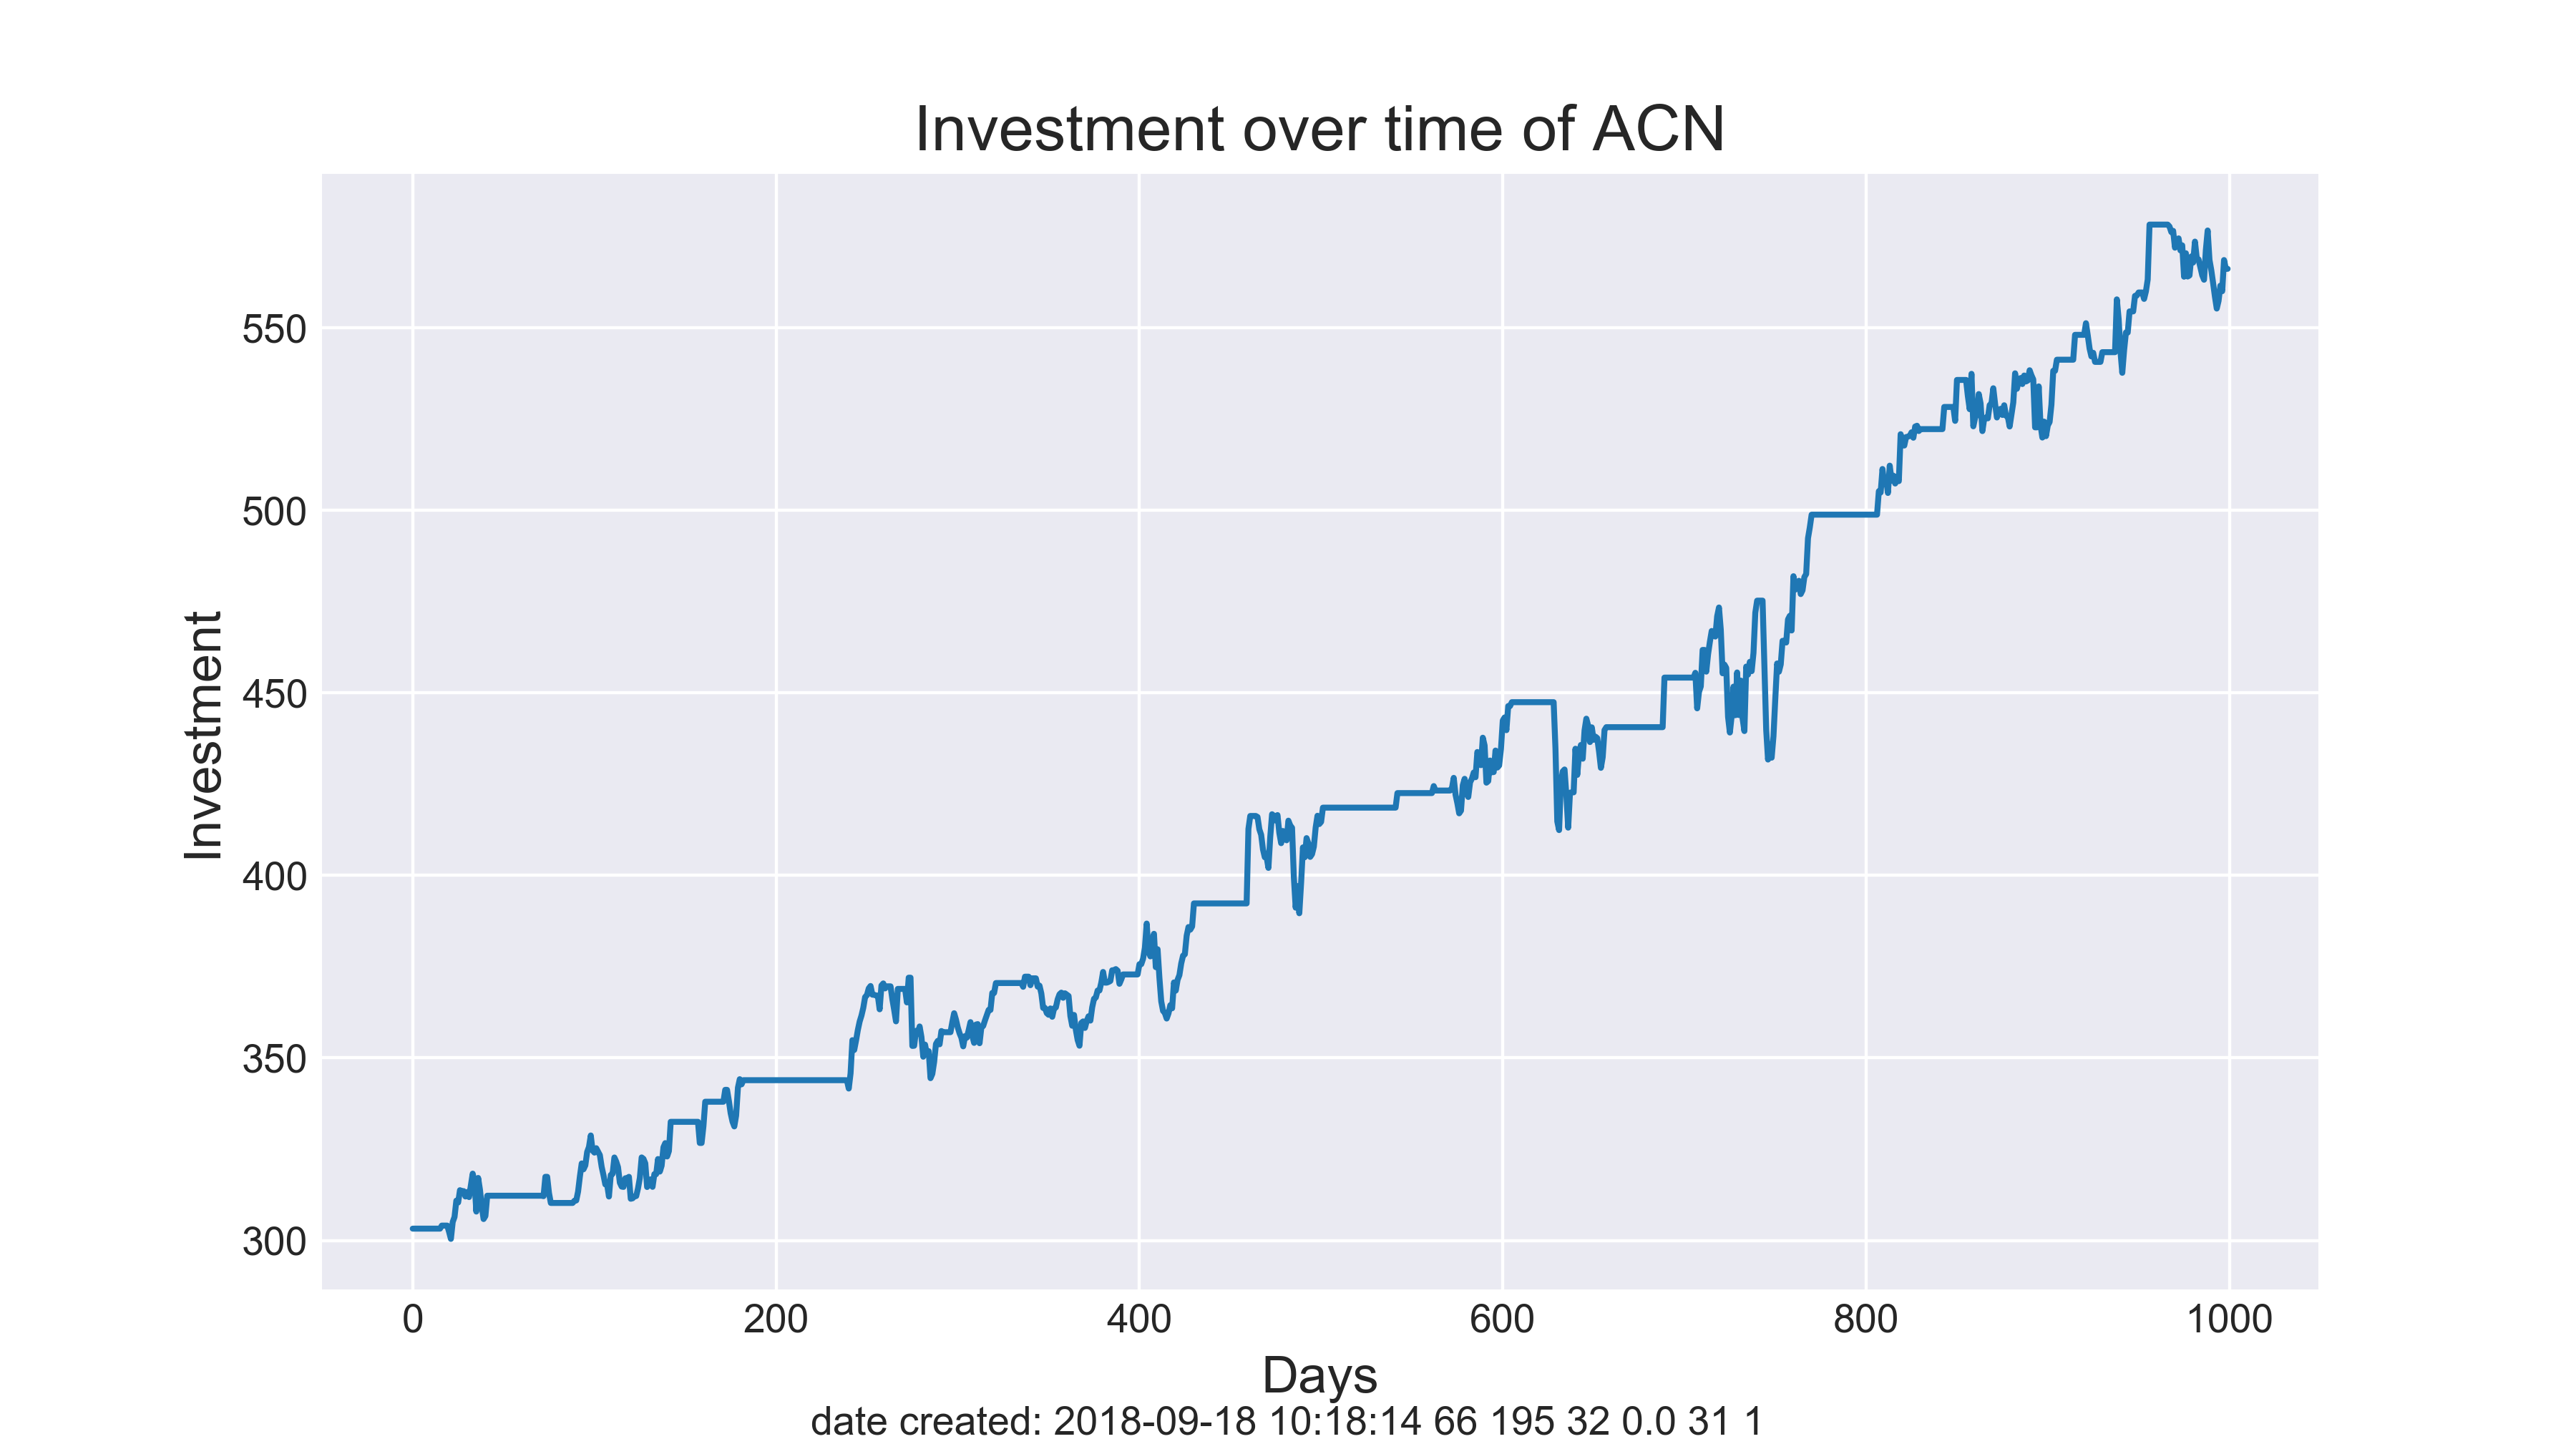 Investment over time of ACN
Investment
550
500
450
400
350
300
0 200 400 600 800 1000
Days
date created: 2018-09-18 10:18:14 66 195 32 0.0 31 1